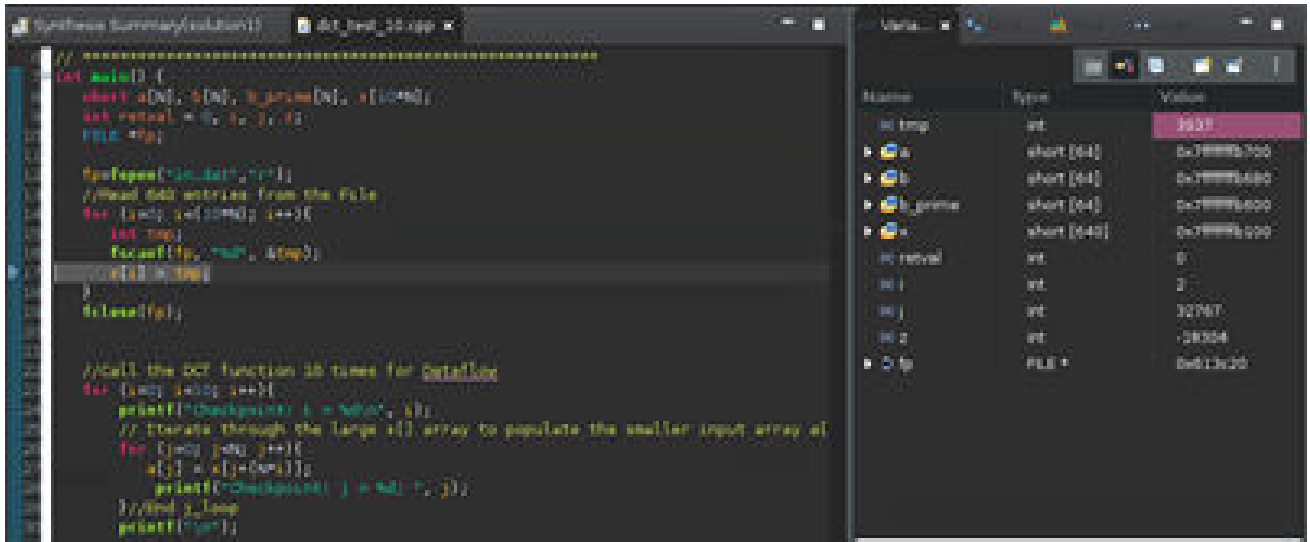 Synthesis Summary(solution1)
dct_test_10.cpp
int main() {
short a[N], b[N], b_prime[N], x[10*N];
int retval = 0, i, j, z;
FILE *fp;
fp=fopen("in.dat","r");
//Read 640 entries from the File
for (i=0; i<(10*N); i++){
int tmp;
fscanf(fp, "%d", &tmp);
x[i] = tmp;
}
fclose(fp);
//Call the DCT function 10 times for Dataflow
for (i=0; i<10; i++){
printf("Checkpoint: i = %d\n", i);
// Iterate through the large x[] array to populate the smaller input array a[
for (j=0; j<N; j++){
a[j] = x[j+(N*i)];
printf("Checkpoint: j = %d; ", j);
}//End j_loop
printf("\n");
Varia...
Name Type Value
tmp int 3937
a short [64]
b short [64]
b_prime short [64]
x short [640]
retval int 0
i int 2
j int 32767
z int
fp FILE * 0x613c20